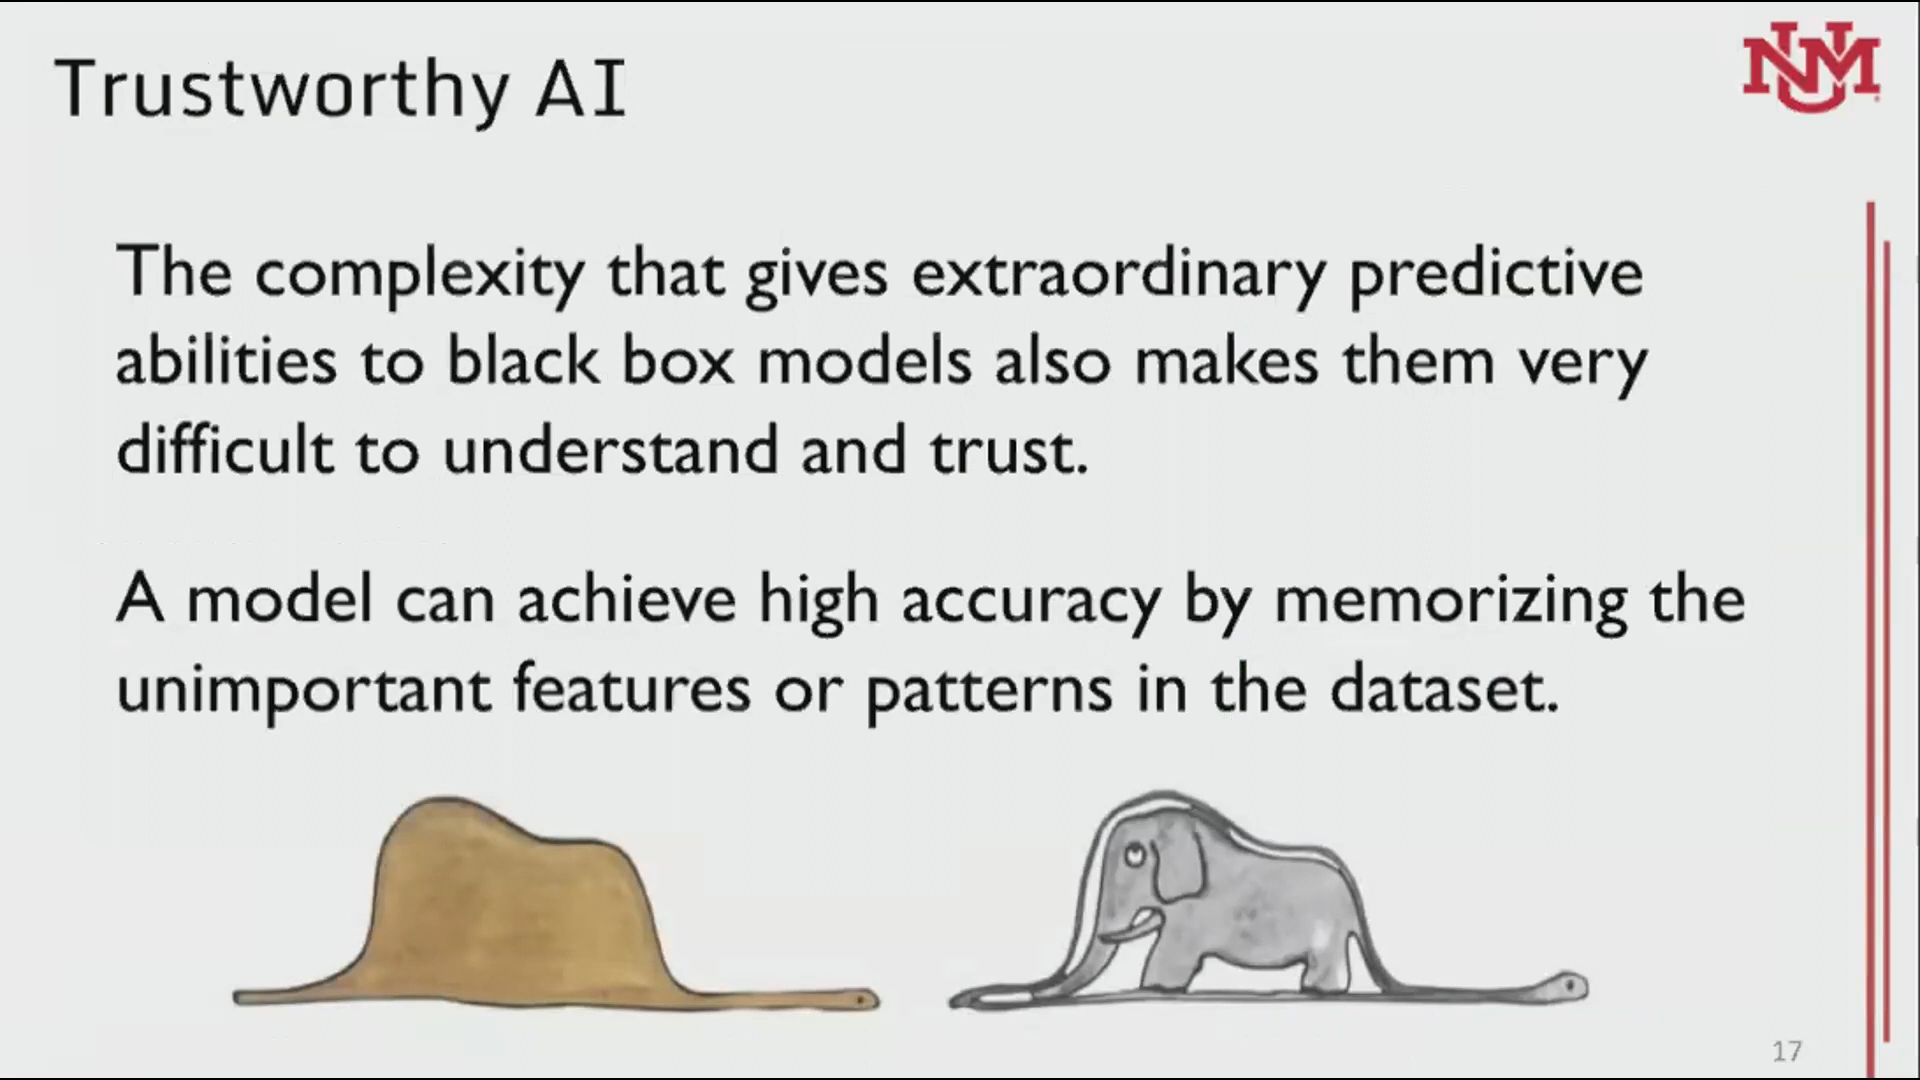 Trustworthy AI
UNM
The complexity that gives extraordinary predictive
abilities to black box models also makes them very
difficult to understand and trust.
A model can achieve high accuracy by memorizing the
unimportant features or patterns in the dataset.
17